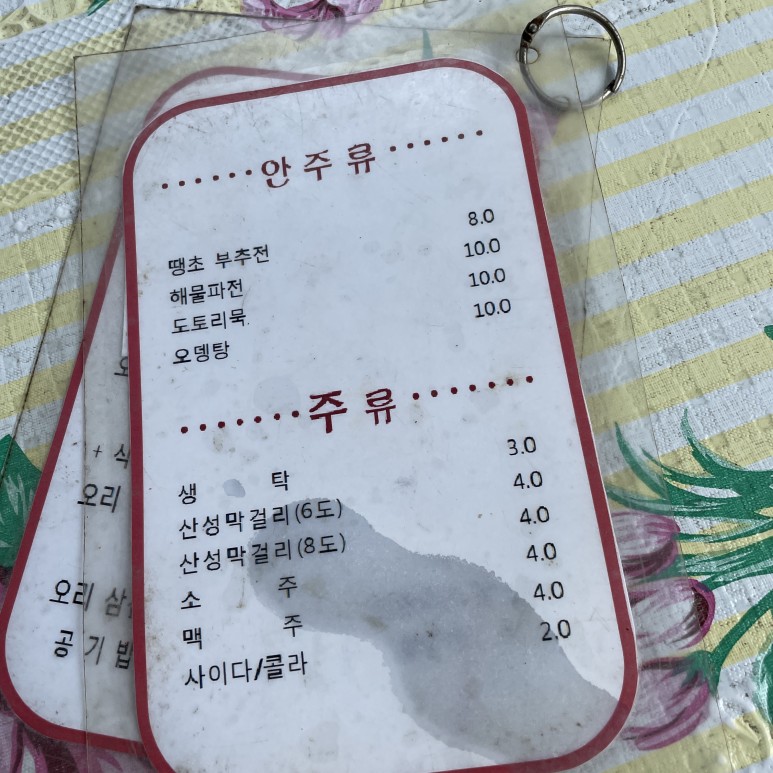 ······안주류······
땡초 부추전 8.0
해물파전 10.0
도토리묵 10.0
오뎅탕 10.0
·······주류·······
생 탁 3.0
산성막걸리(6도) 4.0
산성막걸리(8도) 4.0
소 주 4.0
맥 주 4.0
사이다/콜라 2.0
+ 식
오리
오리 삼
공기밥